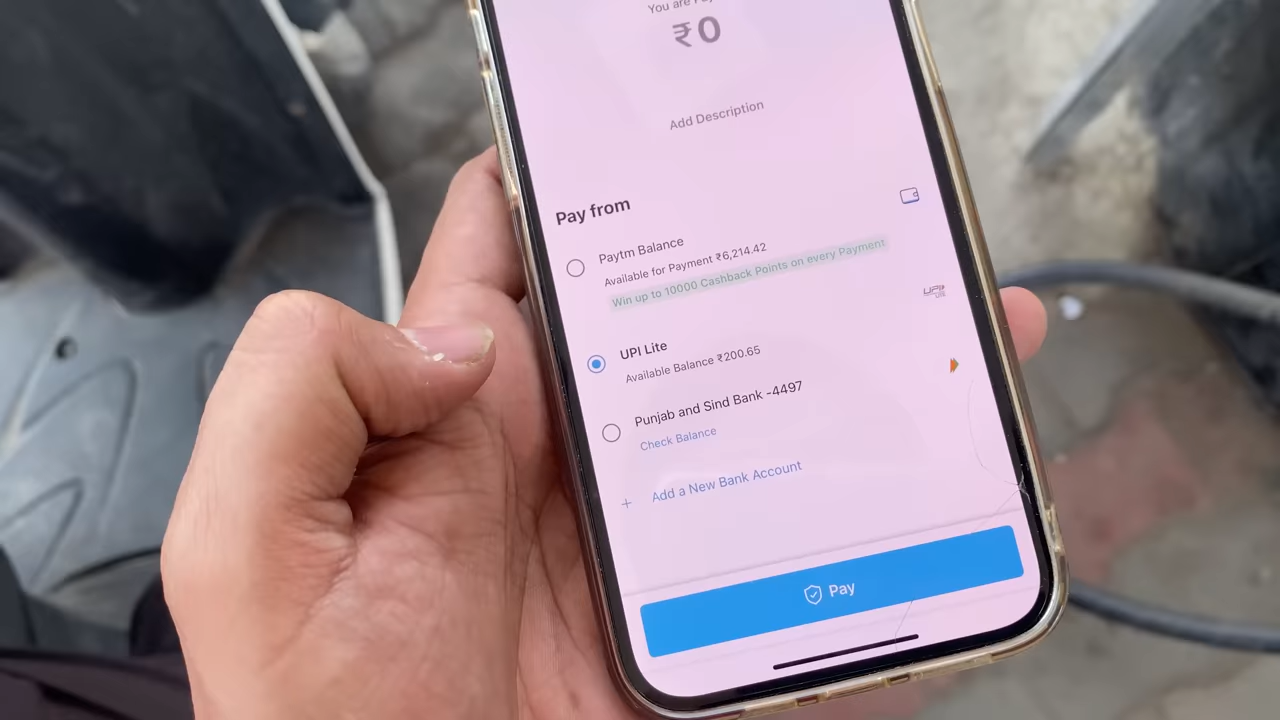 You are
₹0
Add Description
Pay from
Paytm Balance
Available for Payment ₹6,214.42
Win up to 10000 Cashback Points on every Payment
UPI
UPI Lite
Available Balance ₹200.65
Punjab and Sind Bank -4497
Check Balance
+ Add a New Bank Account
Pay